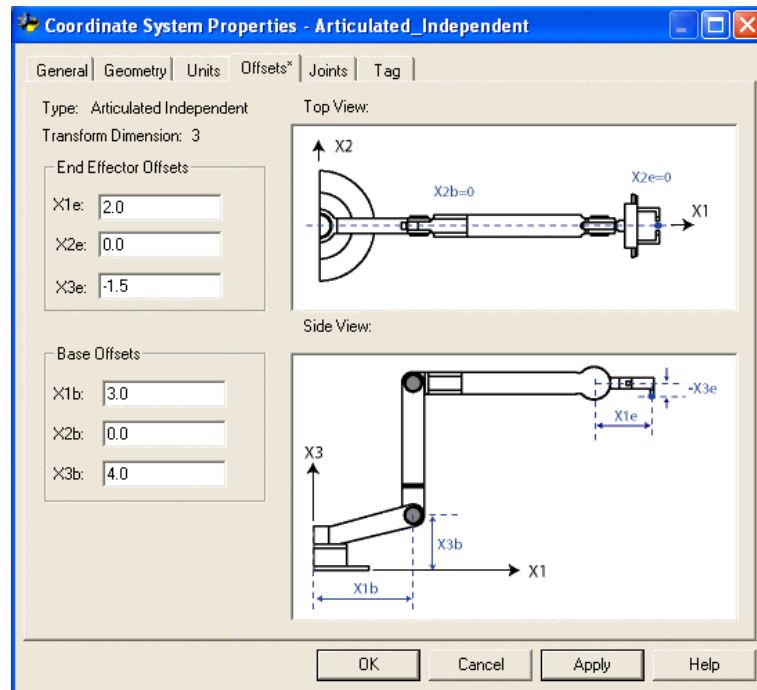 Coordinate System Properties - Articulated_Independent
General Geometry Units Offsets* Joints Tag
Type: Articulated Independent
Transform Dimension: 3
End Effector Offsets
X1e: 2.0
X2e: 0.0
X3e: -1.5
Base Offsets
X1b: 3.0
X2b: 0.0
X3b: 4.0
Top View:
X2
X2b=0
X2e=0
X1
Side View:
-X3e
X1e
X3
X3b
X1
X1b
OK Cancel Apply Help